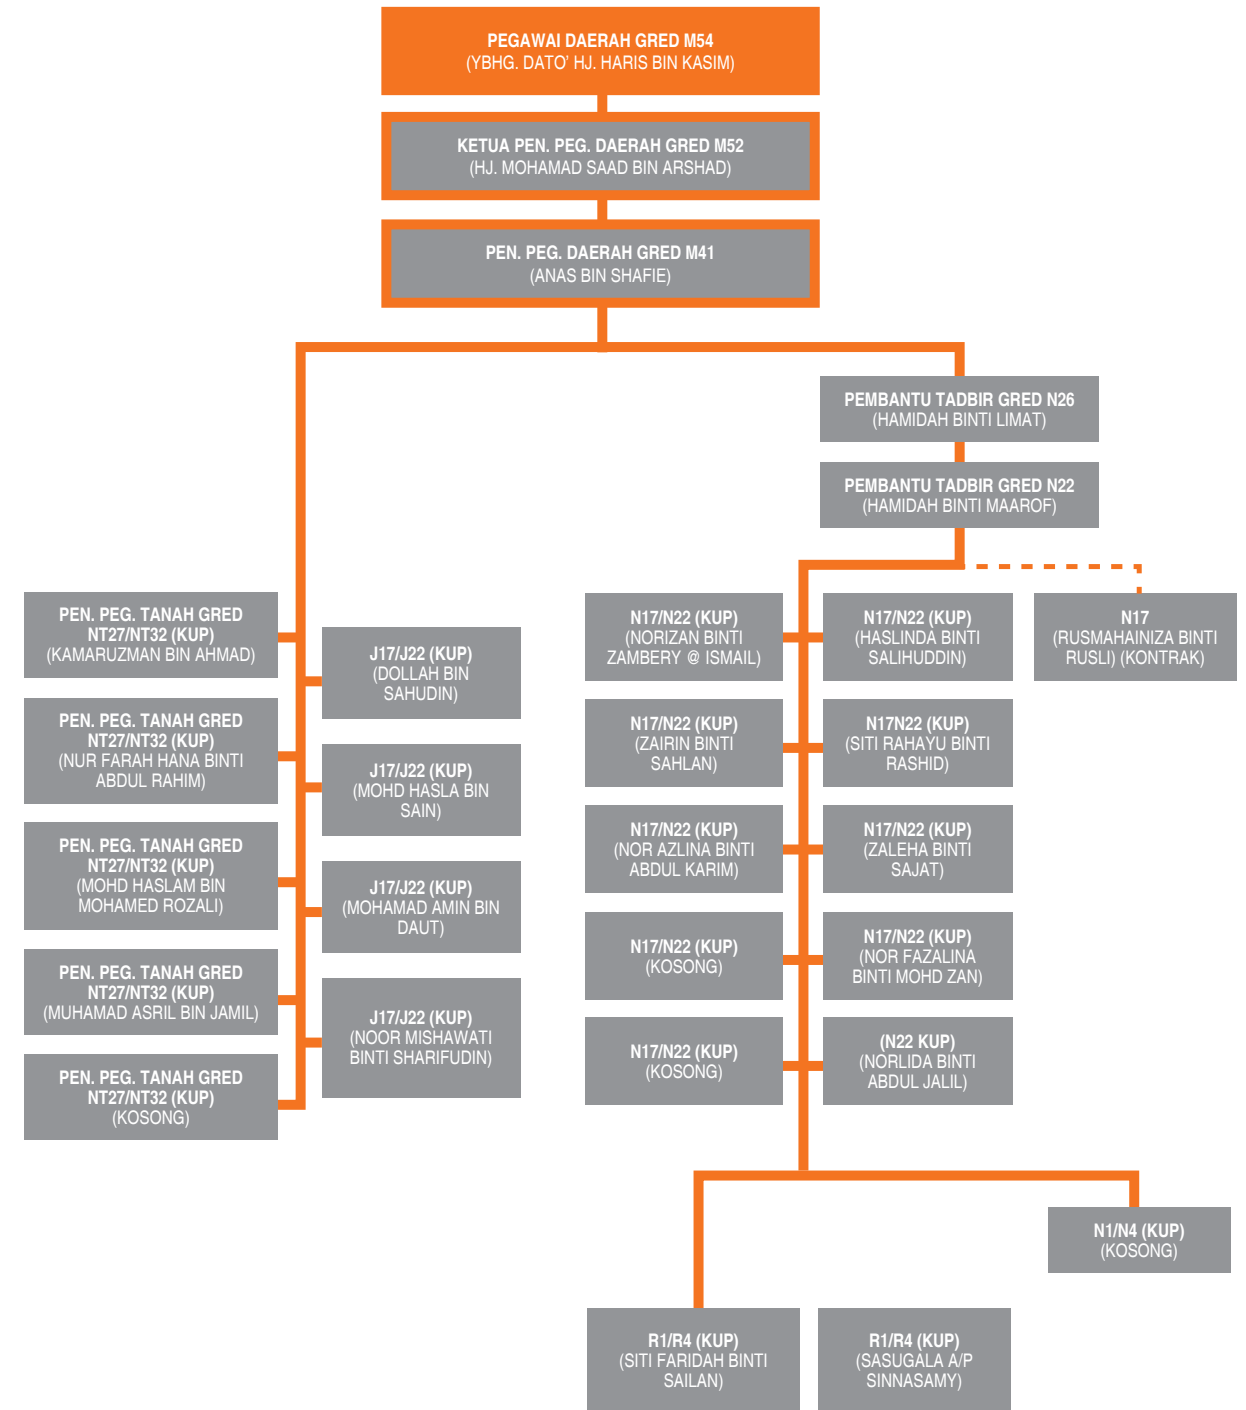 PEGAWAI DAERAH GRED M54
(YBHG. DATO’ HJ. HARIS BIN KASIM)
KETUA PEN. PEG. DAERAH GRED M52
(HJ. MOHAMAD SAAD BIN ARSHAD)
PEN. PEG. DAERAH GRED M41
(ANAS BIN SHAFIE)
PEMBANTU TADBIR GRED N26
(HAMIDAH BINTI LIMAT)
PEMBANTU TADBIR GRED N22
(HAMIDAH BINTI MAAROF)
PEN. PEG. TANAH GRED
NT27/NT32 (KUP)
(KAMARUZMAN BIN AHMAD)
PEN. PEG. TANAH GRED
NT27/NT32 (KUP)
(NUR FARAH HANA BINTI
ABDUL RAHIM)
PEN. PEG. TANAH GRED
NT27/NT32 (KUP)
(MOHD HASLAM BIN
MOHAMED ROZALI)
PEN. PEG. TANAH GRED
NT27/NT32 (KUP)
(MUHAMAD ASRIL BIN JAMIL)
PEN. PEG. TANAH GRED
NT27/NT32 (KUP)
(KOSONG)
J17/J22 (KUP)
(DOLLAH BIN
SAHUDIN)
J17/J22 (KUP)
(MOHD HASLA BIN
SAIN)
J17/J22 (KUP)
(MOHAMAD AMIN BIN
DAUT)
J17/J22 (KUP)
(NOOR MISHAWATI
BINTI SHARIFUDIN)
N17/N22 (KUP)
(NORIZAN BINTI
ZAMBERY @ ISMAIL)
N17/N22 (KUP)
(ZAIRIN BINTI
SAHLAN)
N17/N22 (KUP)
(NOR AZLINA BINTI
ABDUL KARIM)
N17/N22 (KUP)
(KOSONG)
N17/N22 (KUP)
(KOSONG)
N17/N22 (KUP)
(HASLINDA BINTI
SALIHUDDIN)
N17N22 (KUP)
(SITI RAHAYU BINTI
RASHID)
N17/N22 (KUP)
(ZALEHA BINTI
SAJAT)
N17/N22 (KUP)
(NOR FAZALINA
BINTI MOHD ZAN)
(N22 KUP)
(NORLIDA BINTI
ABDUL JALIL)
N17
(RUSMAHAINIZA BINTI
RUSLI) (KONTRAK)
N1/N4 (KUP)
(KOSONG)
R1/R4 (KUP)
(SITI FARIDAH BINTI
SAILAN)
R1/R4 (KUP)
(SASUGALA A/P
SINNASAMY)